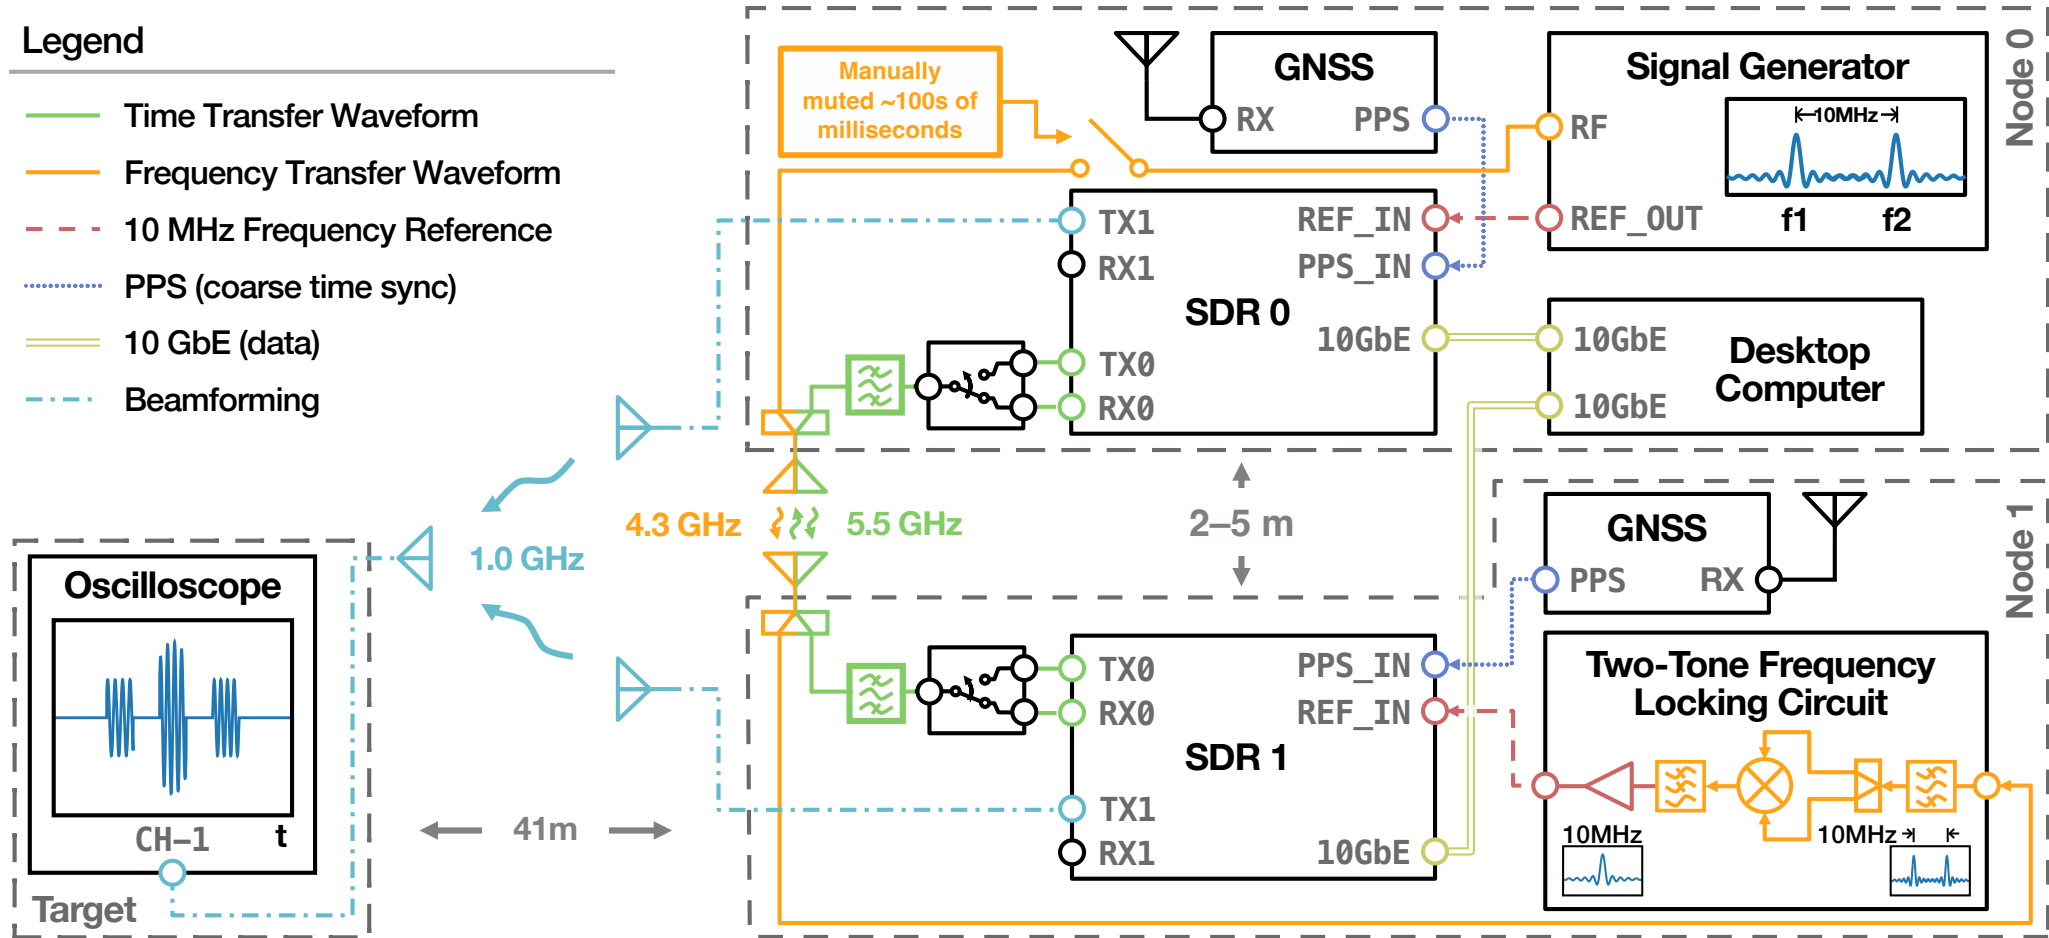 Legend
Time Transfer Waveform
Frequency Transfer Waveform
10 MHz Frequency Reference
PPS (coarse time sync)
10 GbE (data)
Beamforming
Node 0
Manually
muted ~100s of
milliseconds
GNSS
RX
PPS
Signal Generator
10MHz
RF
REF_OUT
f1
f2
TX1
RX1
REF_IN
PPS_IN
SDR 0
10GbE
TX0
RX0
10GbE
10GbE
Desktop
Computer
4.3 GHz
5.5 GHz
2–5 m
1.0 GHz
Node 1
GNSS
PPS
RX
Oscilloscope
CH–1
t
Target
41m
TX0
RX0
PPS_IN
REF_IN
SDR 1
TX1
RX1
10GbE
Two-Tone Frequency
Locking Circuit
10MHz
10MHz